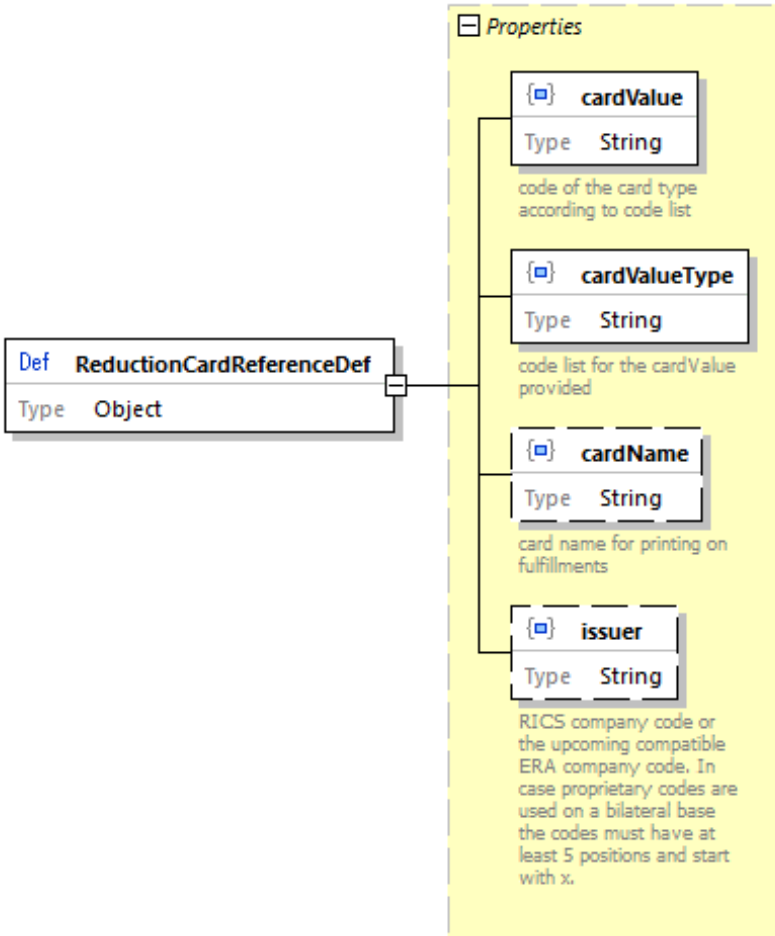 Properties
cardValue
Type String
code of the card type
according to code list
cardValueType
Type String
code list for the cardValue
provided
Def ReductionCardReferenceDef
Type Object
cardName
Type String
card name for printing on
fulfillments
issuer
Type String
RICS company code or
the upcoming compatible
ERA company code. In
case proprietary codes are
used on a bilateral base
the codes must have at
least 5 positions and start
with x.